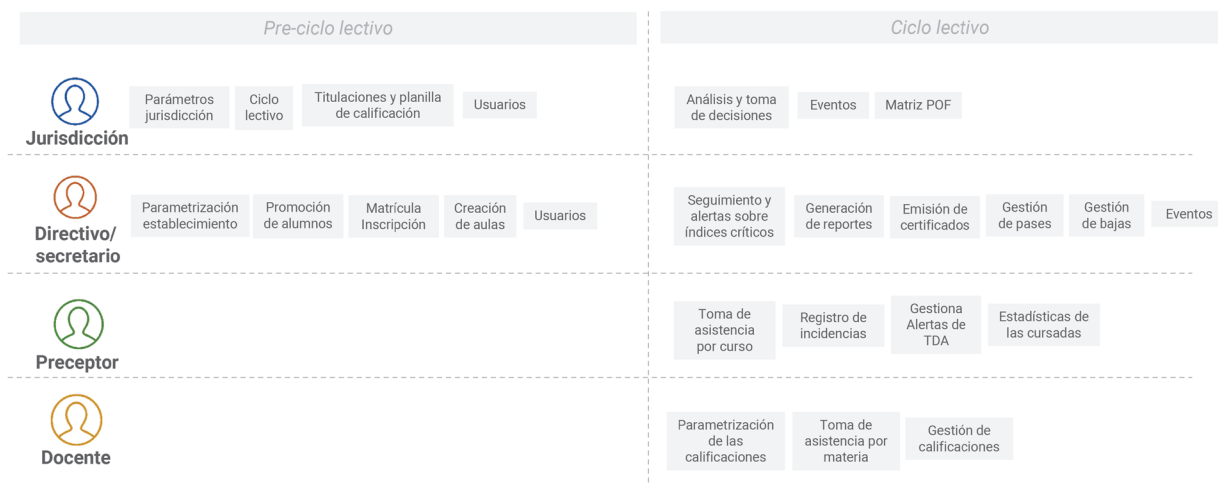 Pre-ciclo lectivo
Ciclo lectivo
Jurisdicción
Parámetros
jurisdicción
Ciclo
lectivo
Titulaciones y planilla
de calificación
Usuarios
Análisis y toma
de decisiones
Eventos
Matriz POF
Directivo/
secretario
Parametrización
establecimiento
Promoción
de alumnos
Matrícula
Inscripción
Creación
de aulas
Usuarios
Seguimiento y
alertas sobre
índices críticos
Generación
de reportes
Emisión de
certificados
Gestión
de pases
Gestión
de bajas
Eventos
Preceptor
Toma de
asistencia
por curso
Registro de
incidencias
Gestiona
Alertas de
TDA
Estadísticas de
las cursadas
Docente
Parametrización
de las
calificaciones
Toma de
asistencia por
materia
Gestión de
calificaciones